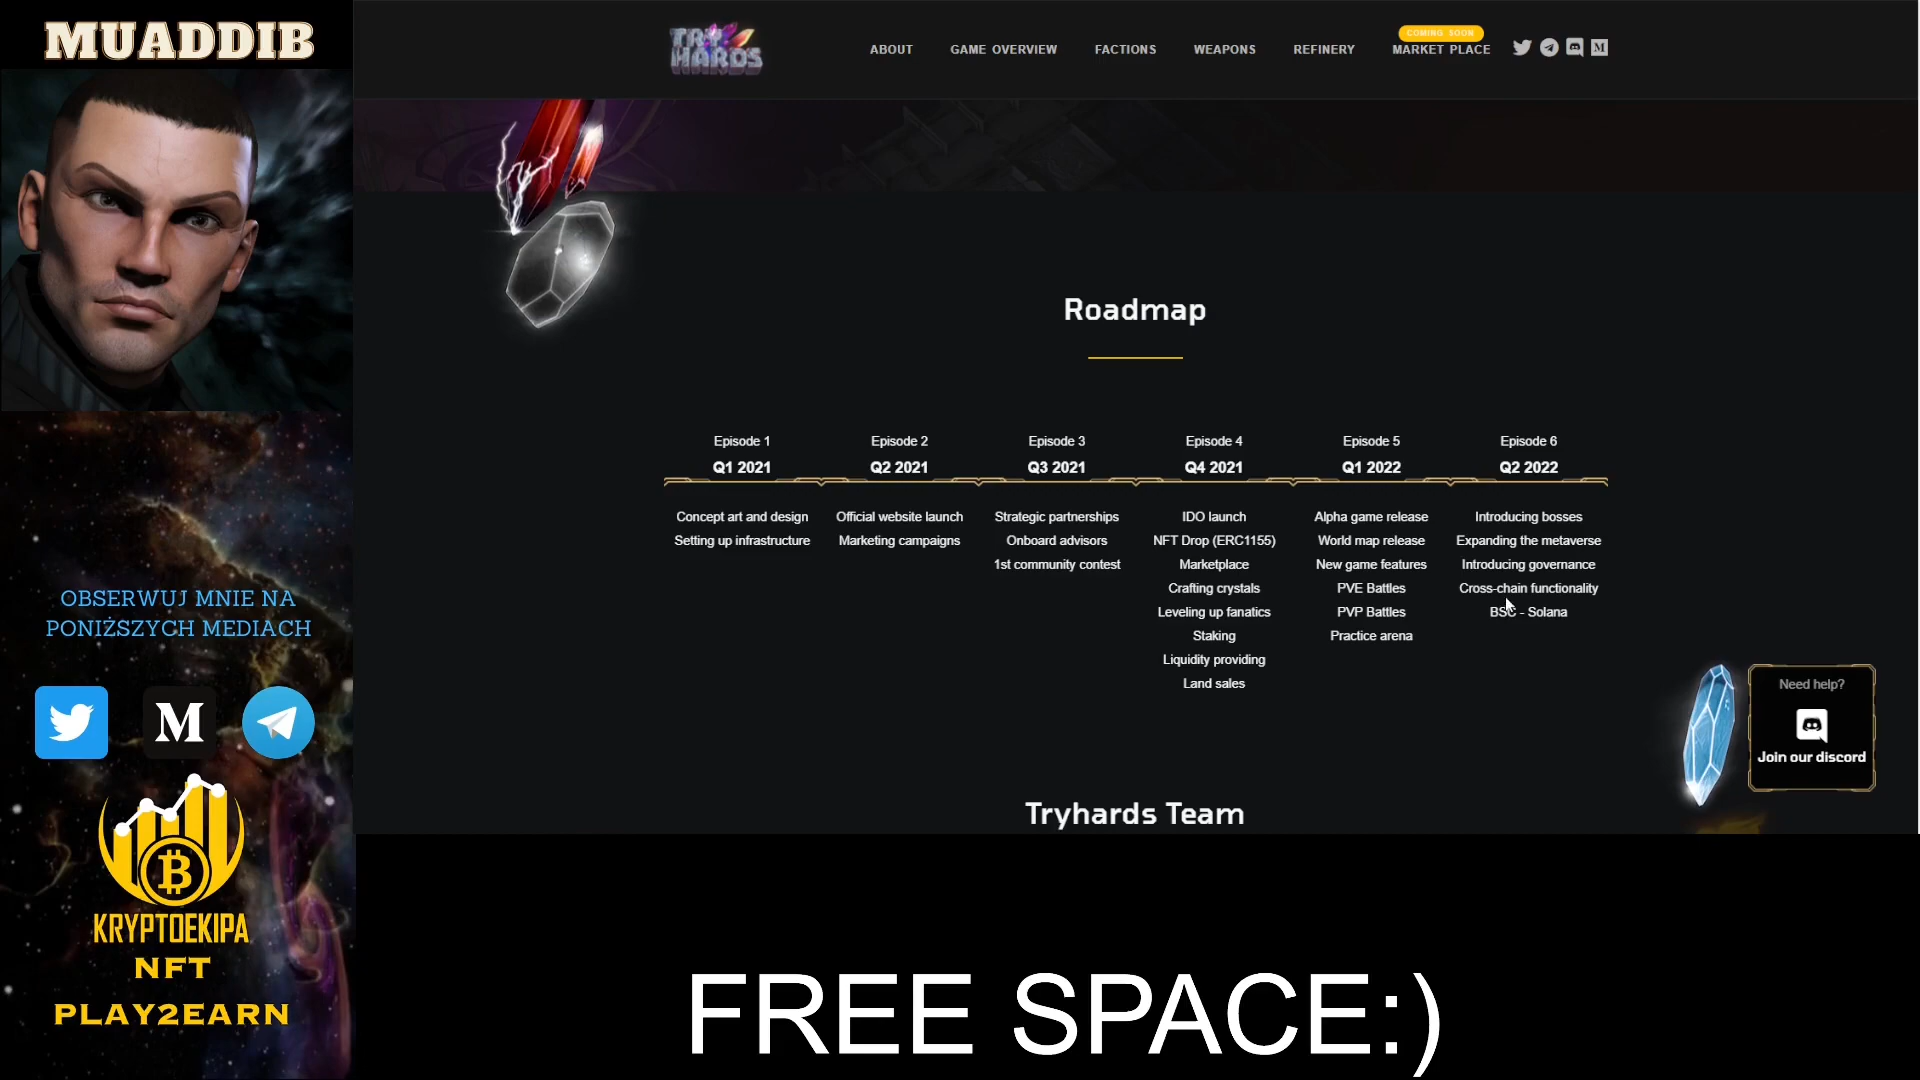 MUADDIB
OBSERWUJ MNIE NA
PONIŻSZYCH MEDIACH
M
KRYPTOEKIPA
NFT
PLAY2EARN
TRY
HARDS
ABOUT
GAME OVERVIEW
FACTIONS
WEAPONS
REFINERY
COMING SOON
MARKET PLACE
M
Roadmap
Episode 1
Q1 2021
Concept art and design
Setting up infrastructure
Episode 2
Q2 2021
Official website launch
Marketing campaigns
Episode 3
Q3 2021
Strategic partnerships
Onboard advisors
1st community contest
Episode 4
Q4 2021
IDO launch
NFT Drop (ERC1155)
Marketplace
Crafting crystals
Leveling up fanatics
Staking
Liquidity providing
Land sales
Episode 5
Q1 2022
Alpha game release
World map release
New game features
PVE Battles
PVP Battles
Practice arena
Episode 6
Q2 2022
Introducing bosses
Expanding the metaverse
Introducing governance
Cross-chain functionality
BSC - Solana
Need help?
Join our discord
Tryhards Team
FREE SPACE:)